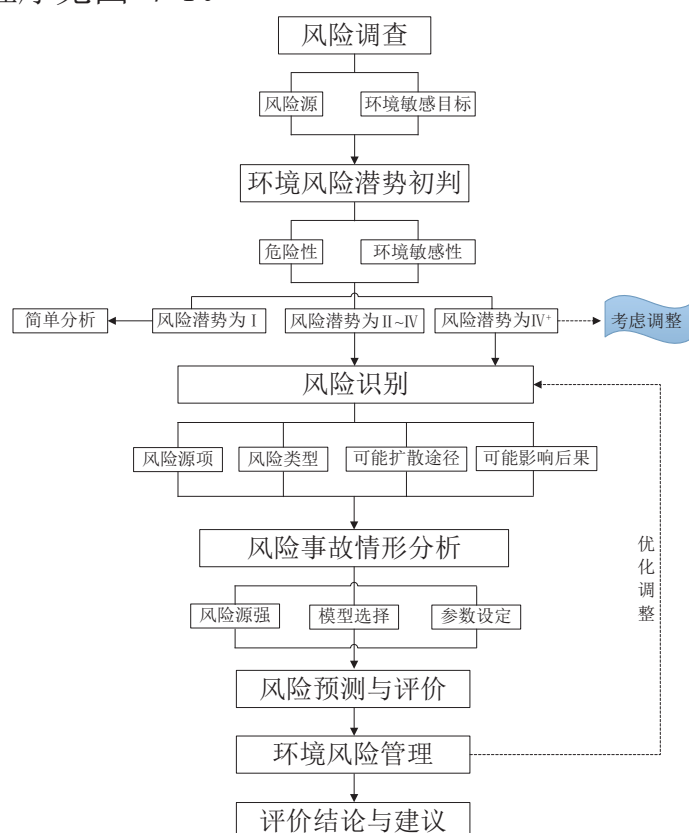 风险调查
风险源 环境敏感目标
环境风险潜势初判
危险性 环境敏感性
简单分析 风险潜势为Ⅰ 风险潜势为Ⅱ~Ⅳ 风险潜势为Ⅳ⁺ 考虑调整
风险识别
风险源项 风险类型 可能扩散途径 可能影响后果
风险事故情形分析
优化调整
风险源强 模型选择 参数设定
风险预测与评价
环境风险管理
评价结论与建议